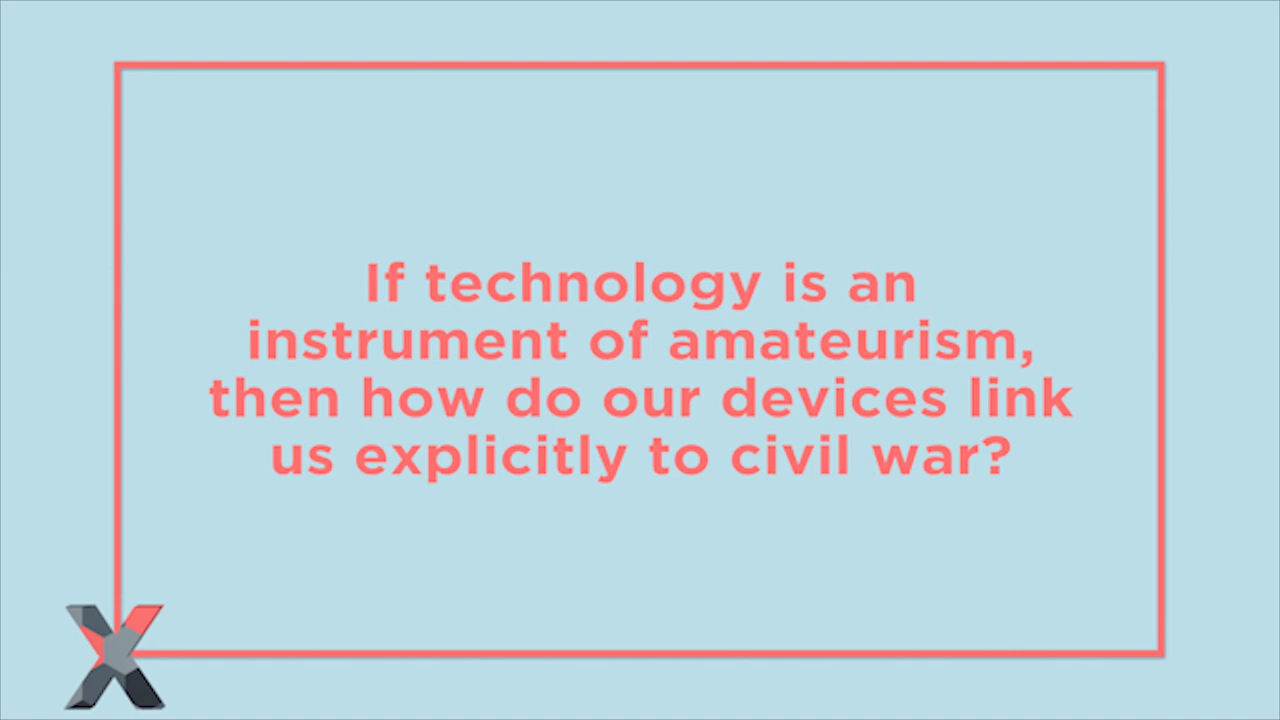 If technology is an
instrument of amateurism,
then how do our devices link
us explicitly to civil war?